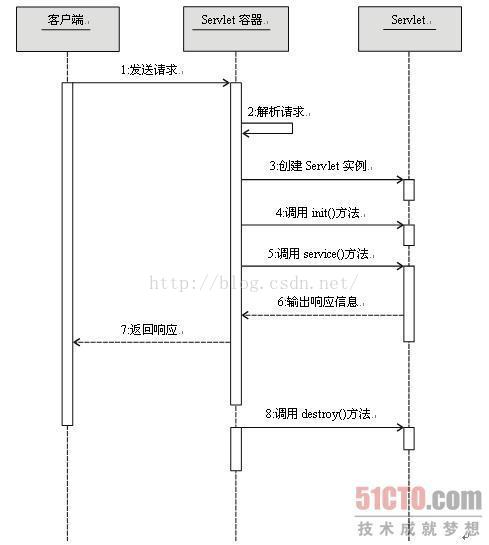 客户端
Servlet 容器
Servlet
1:发送请求
2:解析请求
3:创建 Servlet 实例
4:调用 init()方法
5:调用 service()方法
http://blog.csdn.net/
6:输出响应信息
7:返回响应
8:调用 destroy()方法
51CTO.com
技术成就梦想